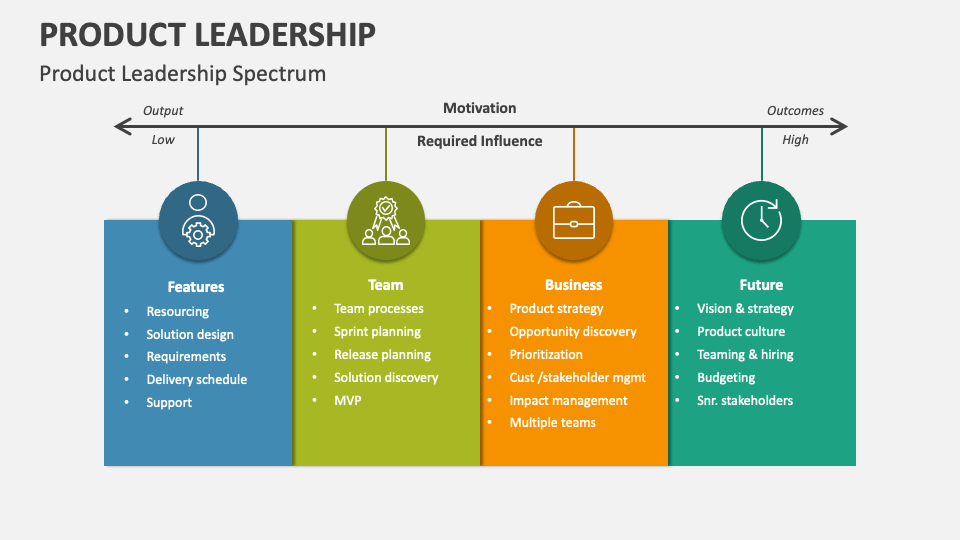 PRODUCT LEADERSHIP
Product Leadership Spectrum
Output
Motivation
Outcomes
Low
Required Influence
High
Features
• Resourcing
• Solution design
• Requirements
• Delivery schedule
• Support
Team
• Team processes
• Sprint planning
• Release planning
• Solution discovery
• MVP
Business
• Product strategy
• Opportunity discovery
• Prioritization
• Cust /stakeholder mgmt
• Impact management
• Multiple teams
Future
• Vision & strategy
• Product culture
• Teaming & hiring
• Budgeting
• Snr. stakeholders